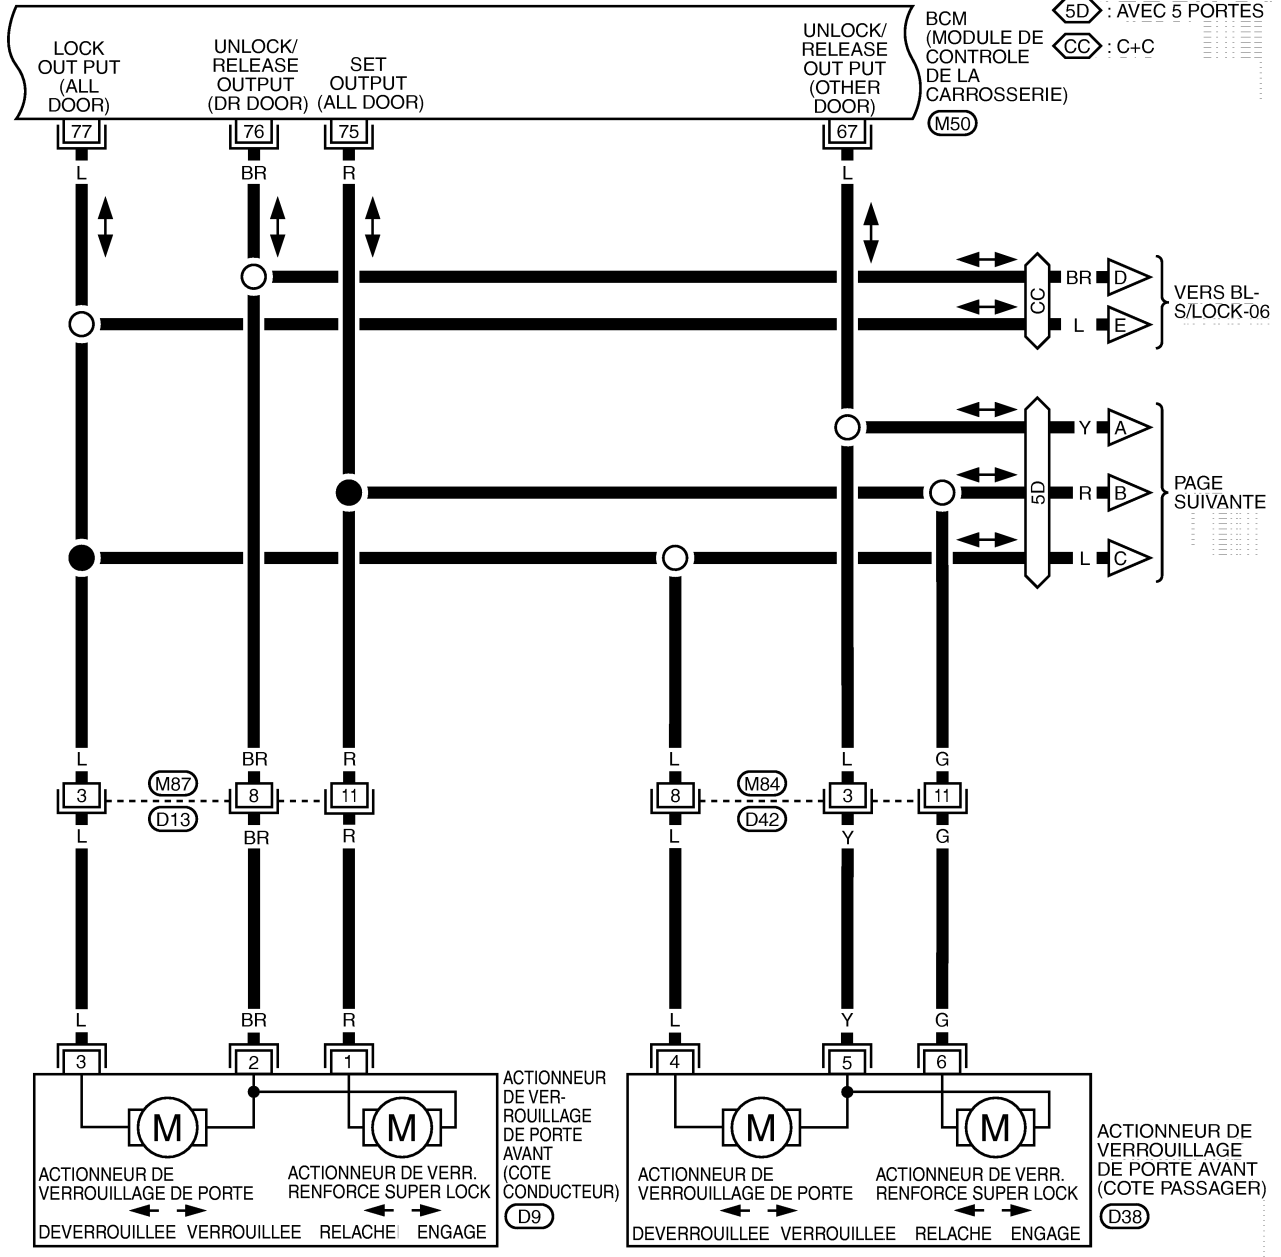 LOCK
OUT PUT
(ALL
DOOR)
UNLOCK/
RELEASE
OUTPUT
(DR DOOR)
SET
OUTPUT
(ALL DOOR)
UNLOCK/
RELEASE
OUT PUT
(OTHER
DOOR)
BCM
(MODULE DE
CONTROLE
DE LA
CARROSSERIE)
M50
5D : AVEC 5 PORTES
CC : C+C
77 76 75 67
L BR R L
CC
BR D
L E
VERS BL-
S/LOCK-06
5D
Y A
R B
L C
PAGE
SUIVANTE
L BR R L L G
3 M87 8 11 8 M84 3 11
D13 D42
L BR R L Y G
L BR R L Y G
3 2 1 4 5 6
M M M M
ACTIONNEUR DE
VERROUILLAGE DE PORTE
DEVERROUILLEE VERROUILLEE
ACTIONNEUR DE VERR.
RENFORCE SUPER LOCK
RELACHE ENGAGE
ACTIONNEUR
DE VER-
ROUILLAGE
DE PORTE
AVANT
(COTE
CONDUCTEUR)
D9
ACTIONNEUR DE
VERROUILLAGE DE PORTE
DEVERROUILLEE VERROUILLEE
ACTIONNEUR DE VERR.
RENFORCE SUPER LOCK
RELACHE ENGAGE
ACTIONNEUR DE
VERROUILLAGE
DE PORTE AVANT
(COTE PASSAGER)
D38